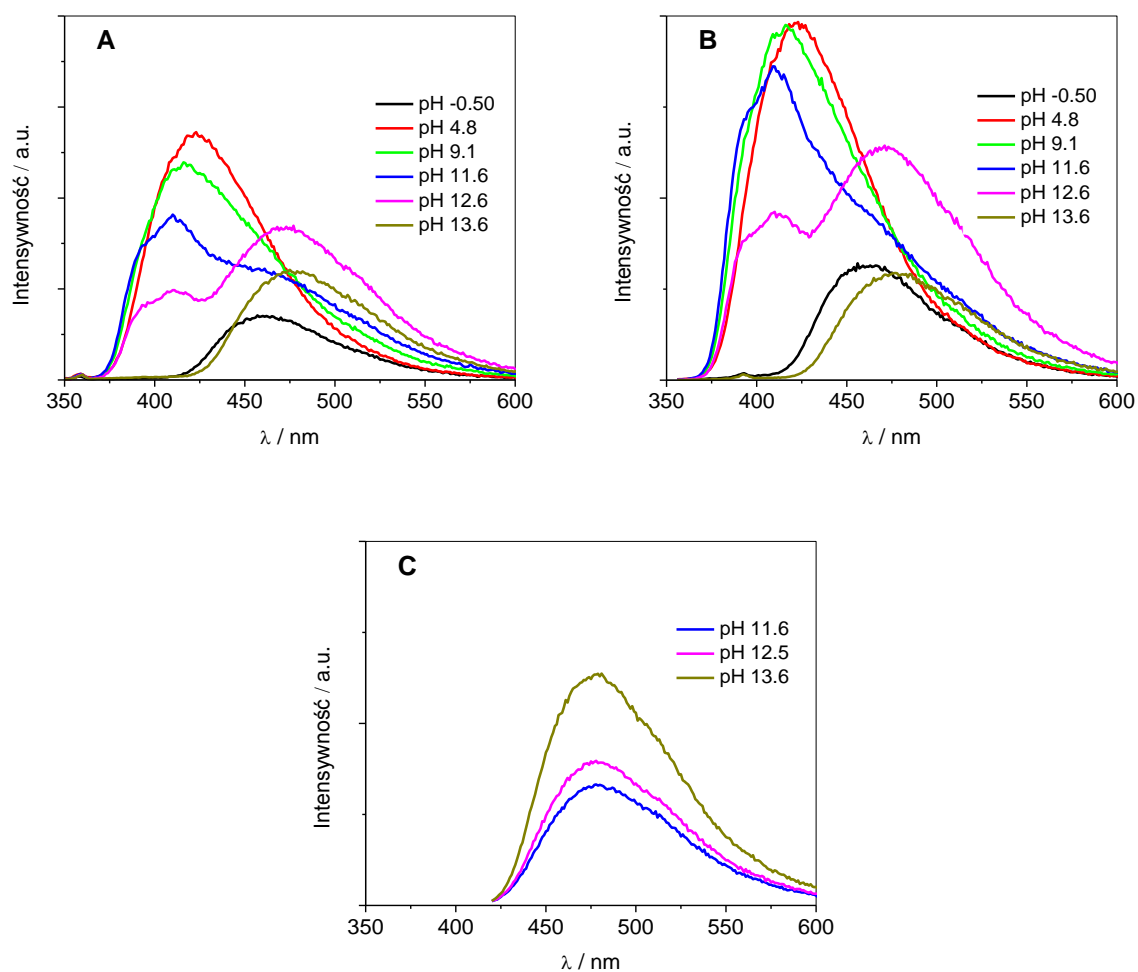 A
Intensywność / a.u.
pH -0.50
pH 4.8
pH 9.1
pH 11.6
pH 12.6
pH 13.6
350 400 450 500 550 600
λ / nm
B
Intensywność / a.u.
pH -0.50
pH 4.8
pH 9.1
pH 11.6
pH 12.6
pH 13.6
350 400 450 500 550 600
λ / nm
C
Intensywność / a.u.
pH 11.6
pH 12.5
pH 13.6
350 400 450 500 550 600
λ / nm